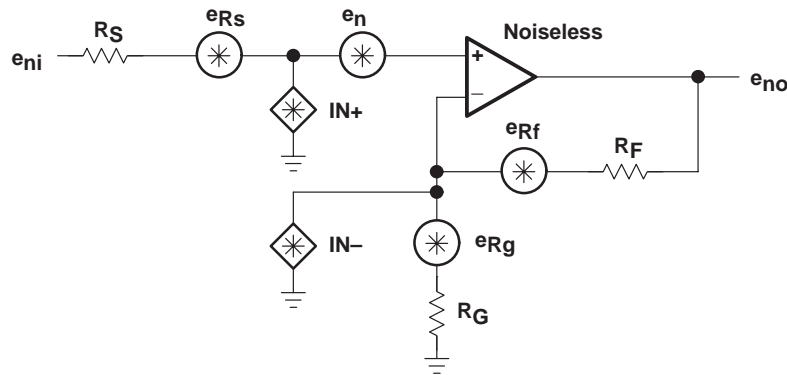 eRs
en
Noiseless
RS
eni
+
eno
IN+
–
eRf
RF
IN–
eRg
RG